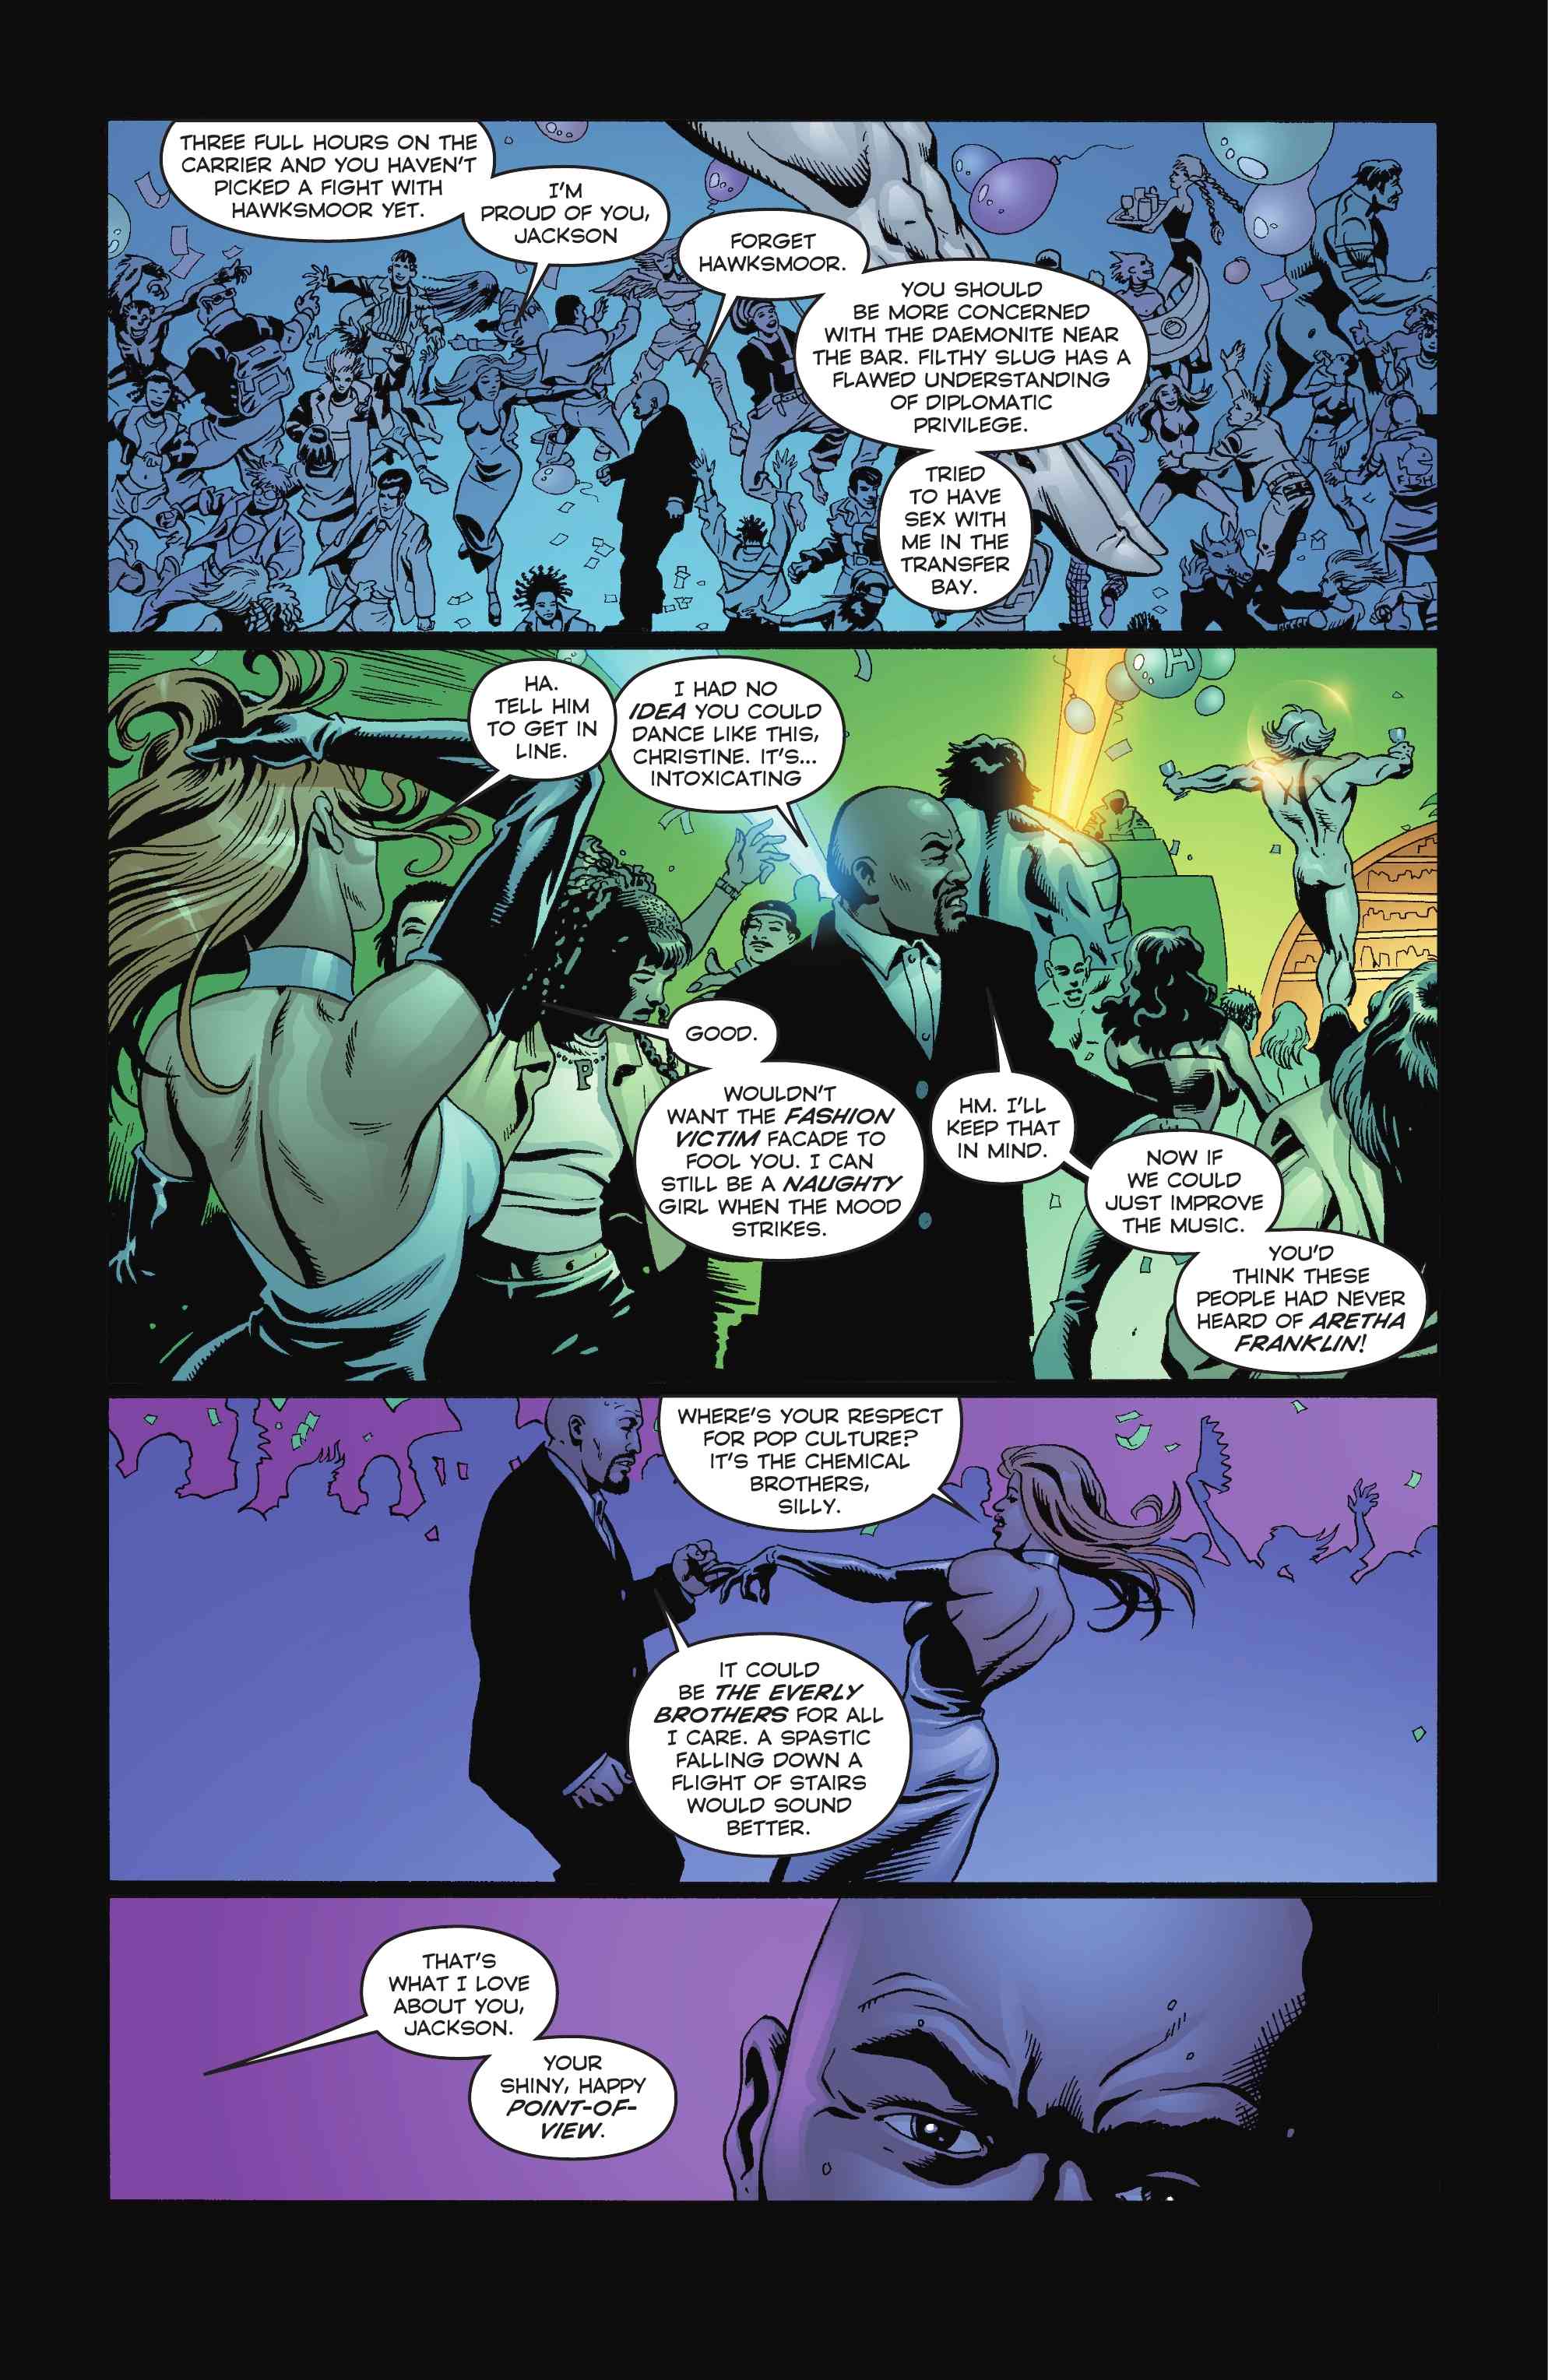 THREE FULL HOURS ON THE
CARRIER AND YOU HAVEN'T
PICKED A FIGHT WITH
HAWKSMOOR YET.
I'M
PROUD OF YOU,
JACKSON
FORGET
HAWKSMOOR.
YOU SHOULD
BE MORE CONCERNED
WITH THE DAEMONITE NEAR
THE BAR. FILTHY SLUG HAS A
FLAWED UNDERSTANDING
OF DIPLOMATIC
PRIVILEGE.
TRIED
TO HAVE
SEX WITH
ME IN THE
TRANSFER
BAY.
FISH
HA.
TELL HIM
TO GET IN
LINE.
I HAD NO
IDEA YOU COULD
DANCE LIKE THIS,
CHRISTINE. IT'S...
INTOXICATING
A
P
GOOD.
WOULDN'T
WANT THE FASHION
VICTIM FACADE TO
FOOL YOU. I CAN
STILL BE A NAUGHTY
GIRL WHEN THE MOOD
STRIKES.
HM. I'LL
KEEP THAT
IN MIND.
NOW IF
WE COULD
JUST IMPROVE
THE MUSIC.
YOU'D
THINK THESE
PEOPLE HAD NEVER
HEARD OF ARETHA
FRANKLIN!
WHERE'S YOUR RESPECT
FOR POP CULTURE?
IT'S THE CHEMICAL
BROTHERS,
SILLY.
IT COULD
BE THE EVERLY
BROTHERS FOR ALL
I CARE. A SPASTIC
FALLING DOWN A
FLIGHT OF STAIRS
WOULD SOUND
BETTER.
THAT'S
WHAT I LOVE
ABOUT YOU,
JACKSON.
YOUR
SHINY, HAPPY
POINT-OF-
VIEW.